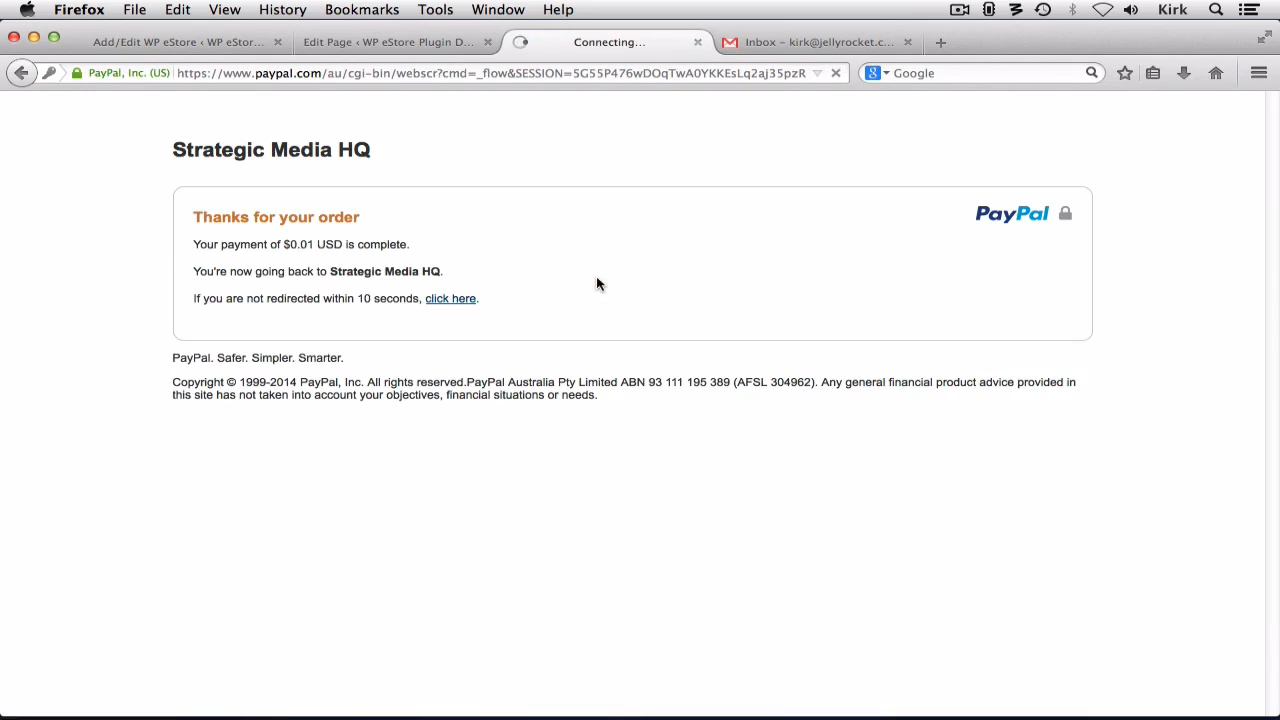 Firefox File Edit View History Bookmarks Tools Window Help Kirk
Add/Edit WP eStore ‹ WP eStor... Edit Page ‹ WP eStore Plugin D... Connecting... Inbox – kirk@jellyrocket.c...
PayPal, Inc. (US) https://www.paypal.com/au/cgi-bin/webscr?cmd=_flow&SESSION=5G55P476wDOqTwA0YKKEsLq2aj35pzR Google
Strategic Media HQ
Thanks for your order
PayPal
Your payment of $0.01 USD is complete.
You're now going back to Strategic Media HQ.
If you are not redirected within 10 seconds, click here.
PayPal. Safer. Simpler. Smarter.
Copyright © 1999-2014 PayPal, Inc. All rights reserved.PayPal Australia Pty Limited ABN 93 111 195 389 (AFSL 304962). Any general financial product advice provided in
this site has not taken into account your objectives, financial situations or needs.